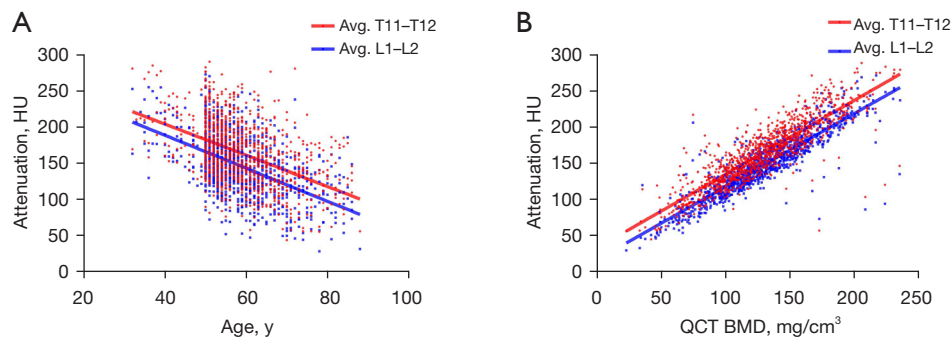 A
Avg. T11–T12
Avg. L1–L2
300
250
200
150
100
50
0
Attenuation, HU
20 40 60 80 100
Age, y
B
Avg. T11–T12
Avg. L1–L2
300
250
200
150
100
50
0
Attenuation, HU
0 50 100 150 200 250
QCT BMD, mg/cm³